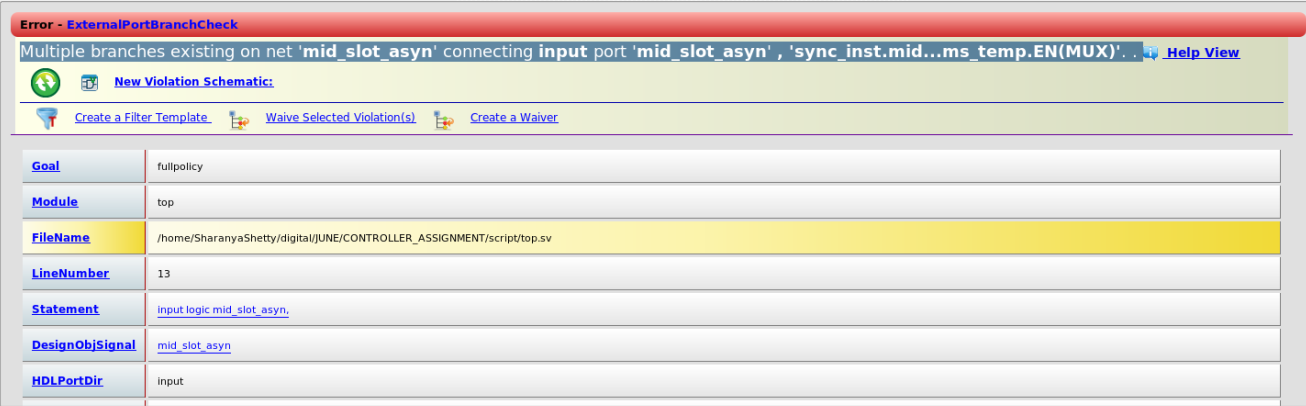 Error - ExternalPortBranchCheck
Multiple branches existing on net 'mid_slot_asyn' connecting input port 'mid_slot_asyn' , 'sync_inst.mid...ms_temp.EN(MUX)'. . Help View
New Violation Schematic:
Create a Filter Template Waive Selected Violation(s) Create a Waiver
Goal fullpolicy
Module top
FileName /home/SharanyaShetty/digital/JUNE/CONTROLLER_ASSIGNMENT/script/top.sv
LineNumber 13
Statement input logic mid_slot_asyn,
DesignObjSignal mid_slot_asyn
HDLPortDir input